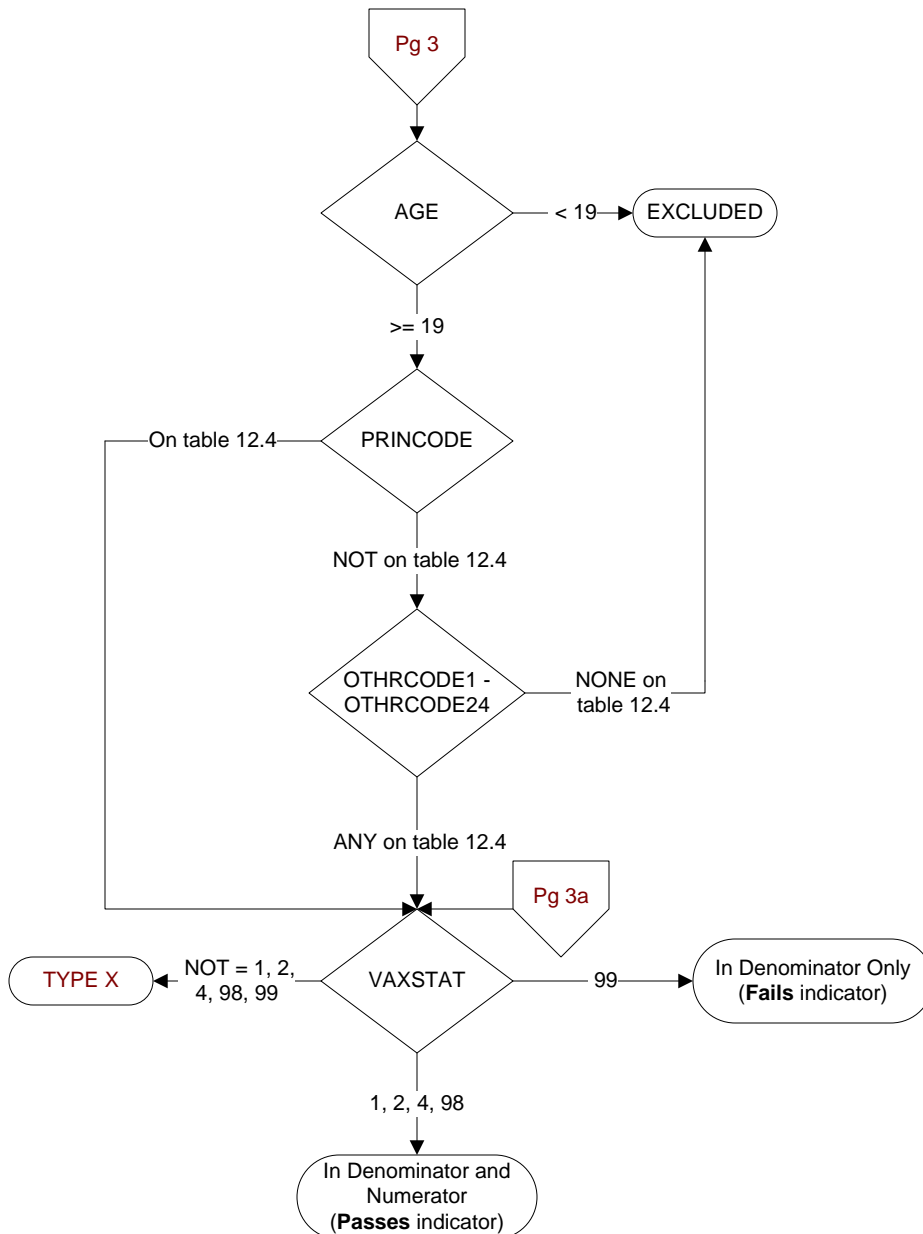 Pg 3
AGE
< 19
EXCLUDED
>= 19
PRINCODE
On table 12.4
NOT on table 12.4
OTHRCODE1 -
OTHRCODE24
NONE on
table 12.4
ANY on table 12.4
Pg 3a
TYPE X
NOT = 1, 2,
4, 98, 99
VAXSTAT
99
In Denominator Only
(Fails indicator)
1, 2, 4, 98
In Denominator and
Numerator
(Passes indicator)